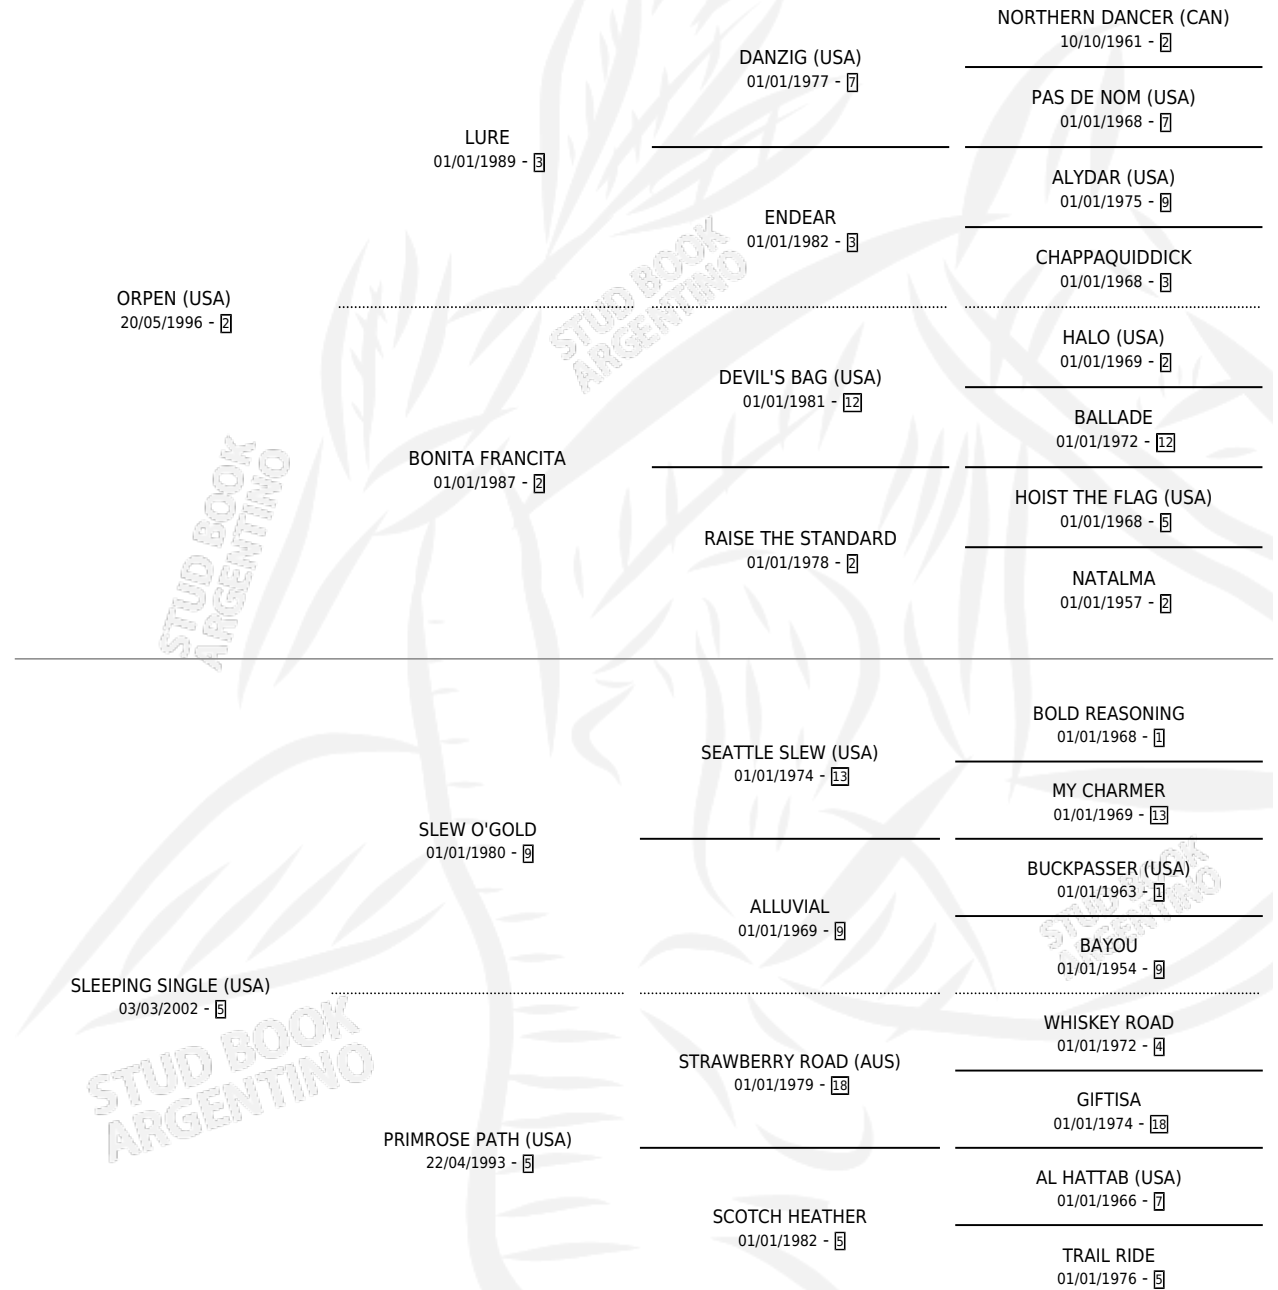 NORTHERN DANCER (CAN)
10/10/1961 - 2
DANZIG (USA)
01/01/1977 - 7
PAS DE NOM (USA)
01/01/1968 - 7
LURE
01/01/1989 - 3
ALYDAR (USA)
01/01/1975 - 9
ENDEAR
01/01/1982 - 3
CHAPPAQUIDDICK
01/01/1968 - 3
ORPEN (USA)
20/05/1996 - 2
STUD BOOK
ARGENTINO
HALO (USA)
01/01/1969 - 2
DEVIL'S BAG (USA)
01/01/1981 - 12
BALLADE
01/01/1972 - 12
BONITA FRANCITA
01/01/1987 - 2
HOIST THE FLAG (USA)
01/01/1968 - 5
RAISE THE STANDARD
01/01/1978 - 2
NATALMA
01/01/1957 - 2
STUD BOOK
ARGENTINO
BOLD REASONING
01/01/1968 - 1
SEATTLE SLEW (USA)
01/01/1974 - 13
MY CHARMER
01/01/1969 - 13
SLEW O'GOLD
01/01/1980 - 9
BUCKPASSER (USA)
01/01/1963 - 1
ALLUVIAL
01/01/1969 - 9
STUD BOOK
ARGENTINO
BAYOU
01/01/1954 - 9
SLEEPING SINGLE (USA)
03/03/2002 - 5
WHISKEY ROAD
01/01/1972 - 4
STRAWBERRY ROAD (AUS)
01/01/1979 - 18
STUD BOOK
ARGENTINO
GIFTISA
01/01/1974 - 18
PRIMROSE PATH (USA)
22/04/1993 - 5
AL HATTAB (USA)
01/01/1966 - 7
SCOTCH HEATHER
01/01/1982 - 5
TRAIL RIDE
01/01/1976 - 5